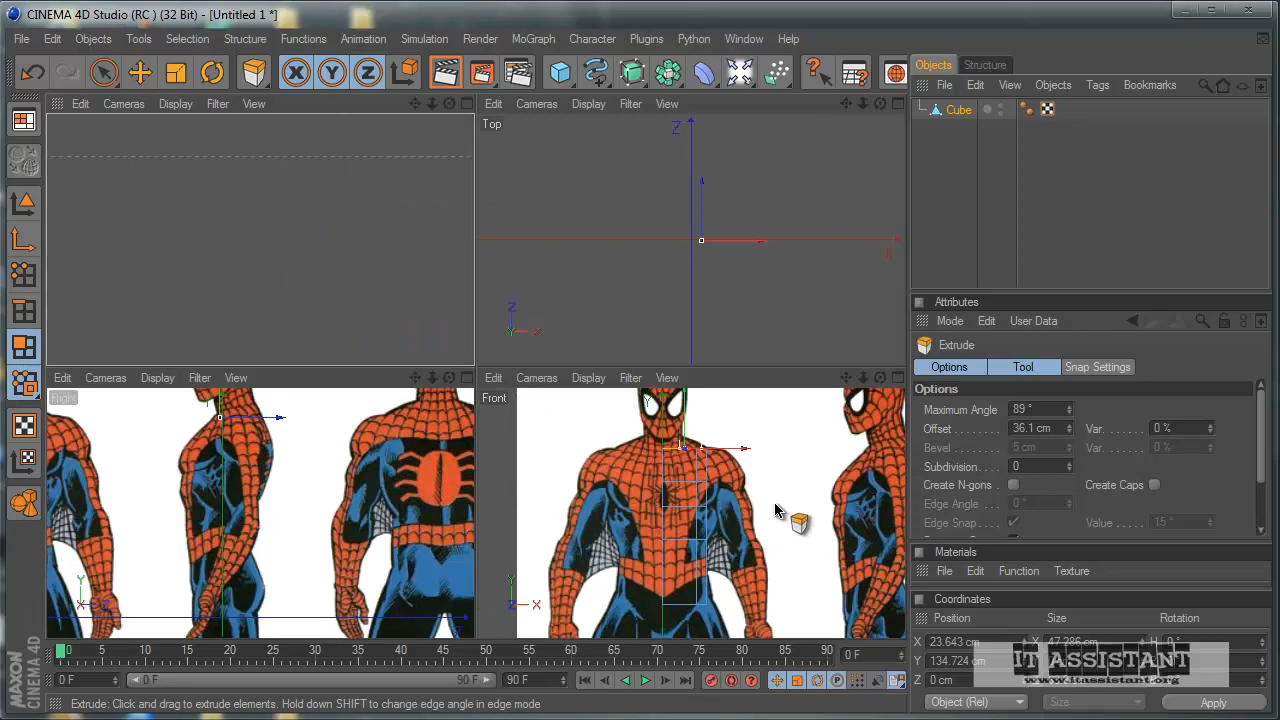 CINEMA 4D Studio (RC ) (32 Bit) - [Untitled 1 *]
File Edit Objects Tools Selection Structure Functions Animation Simulation Render MoGraph Character Plugins Python Window Help
Objects Structure
File Edit View Objects Tags Bookmarks
Cube
Edit Cameras Display Filter View
Edit Cameras Display Filter View
Top
Z
X
Z
Y X
Attributes
Mode Edit User Data
Extrude
Options Tool Snap Settings
Options
Maximum Angle 89 °
Offset 36.1 cm Var. 0 %
Bevel 5 cm Var. 0 %
Subdivision 0
Create N-gons Create Caps
Edge Angle 0 °
Edge Snap Value 15 °
Edit Cameras Display Filter View
Edit Cameras Display Filter View
Right
Front
Y
Y
Y
X Z
Y
Z X
Materials
File Edit Function Texture
Coordinates
Position Size Rotation
X 23.643 cm X 47.286 cm H 0 °
Y 134.724 cm
Z 0 cm
IT ASSISTANT
www.itassistant.org
Object (Rel) Size Apply
0 5 10 15 20 25 30 35 40 45 50 55 60 65 70 75 80 85 90 0 F
0 F 0 F 90 F 90 F
Extrude: Click and drag to extrude elements. Hold down SHIFT to change edge angle in edge mode
MAXON
CINEMA 4D